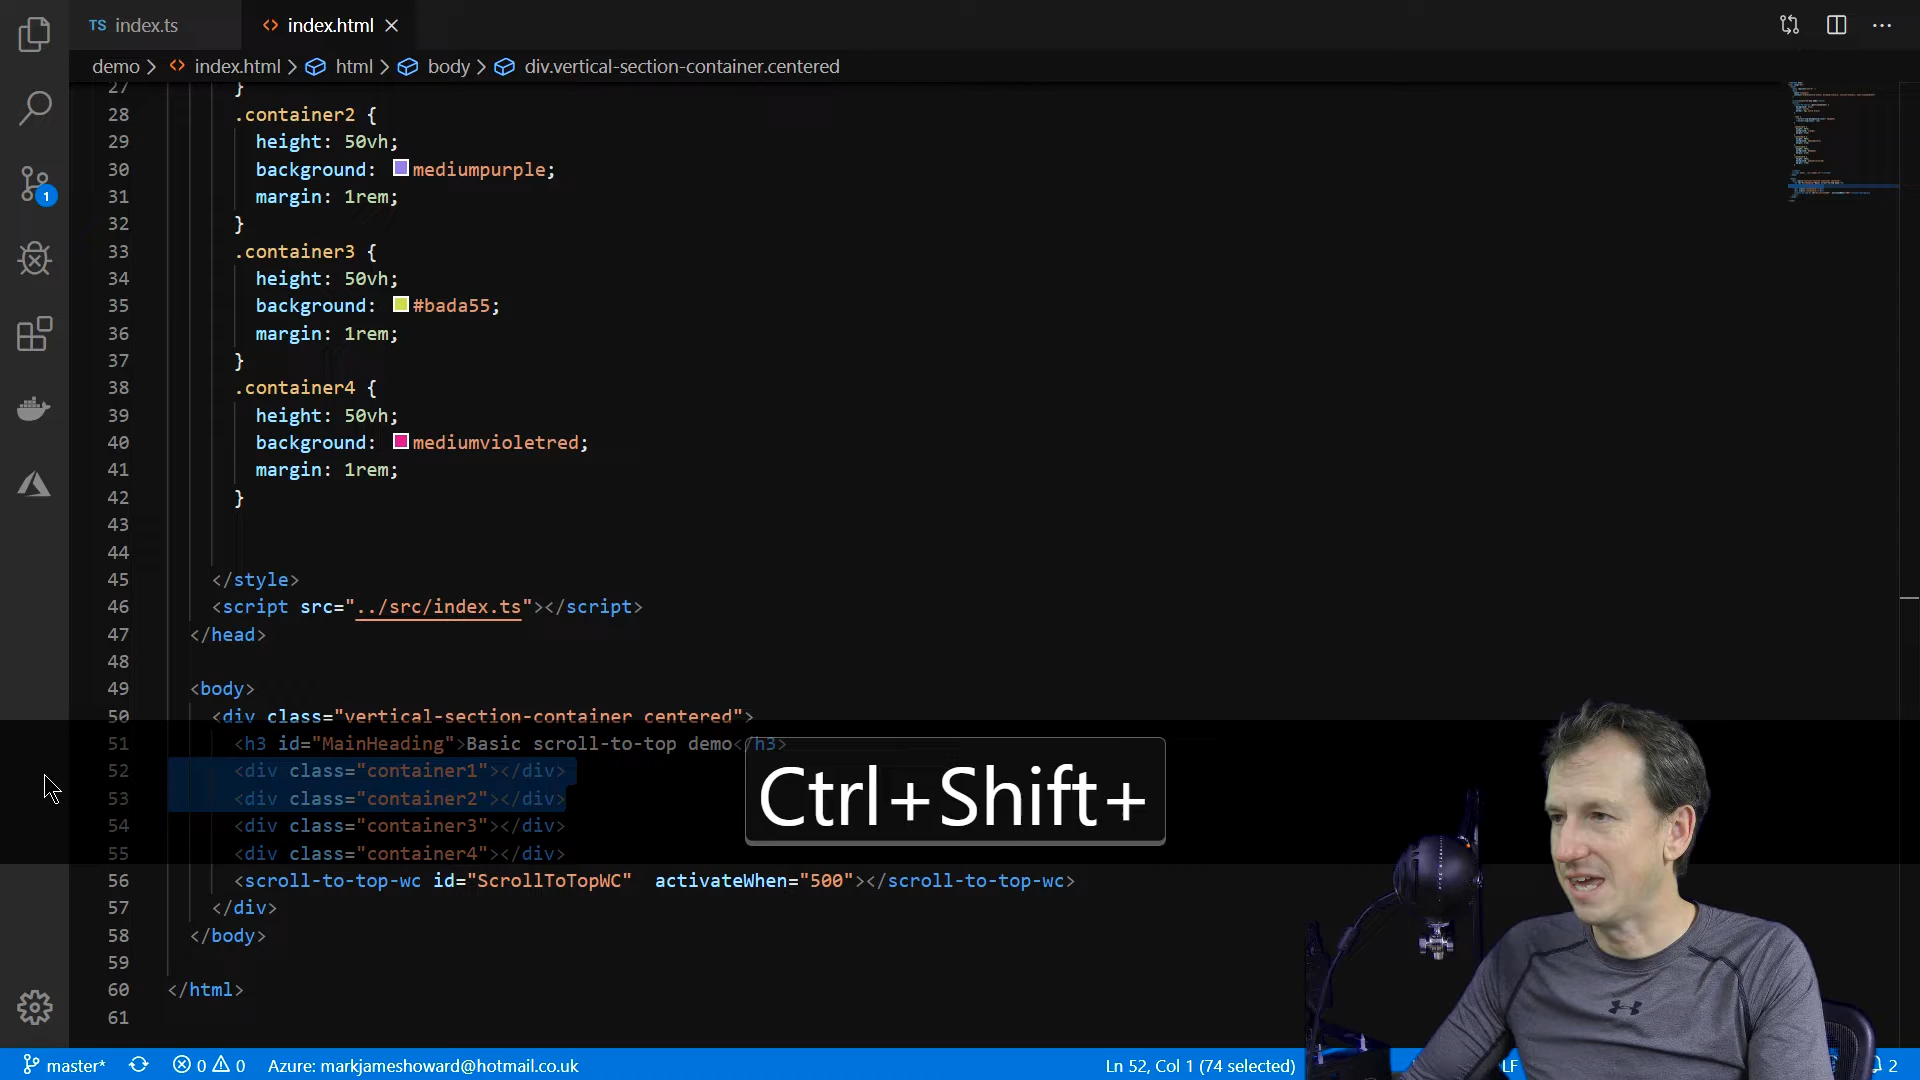 TS index.ts
<> index.html
demo > <> index.html > html > body > div.vertical-section-container.centered
27 }
28 .container2 {
29 height: 50vh;
30 background: mediumpurple;
31 margin: 1rem;
32 }
33 .container3 {
34 height: 50vh;
35 background: #bada55;
36 margin: 1rem;
37 }
38 .container4 {
39 height: 50vh;
40 background: mediumvioletred;
41 margin: 1rem;
42 }
43
44
45 </style>
46 <script src="../src/index.ts"></script>
47 </head>
48
49 <body>
50 <div class="vertical-section-container centered">
51 <h3 id="MainHeading">Basic scroll-to-top demo</h3>
52 <div class="container1"></div>
53 <div class="container2"></div>
54 <div class="container3"></div>
55 <div class="container4"></div>
56 <scroll-to-top-wc id="ScrollToTopWC" activateWhen="500"></scroll-to-top-wc>
57 </div>
58 </body>
59
60 </html>
61
1
Ctrl+Shift+
master* 0 0 Azure: markjameshoward@hotmail.co.uk Ln 52, Col 1 (74 selected) LF 2